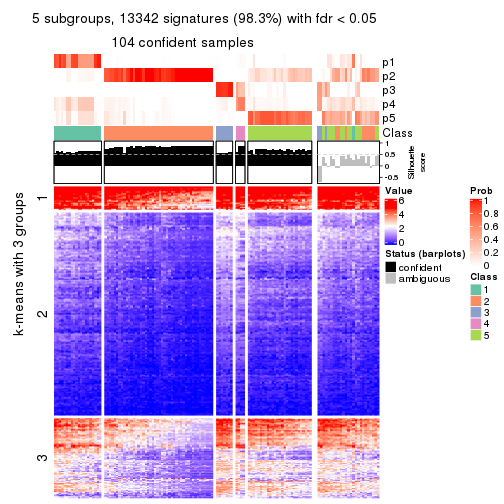 5 subgroups, 13342 signatures (98.3%) with fdr < 0.05
104 confident samples
p1
p2
p3
p4
p5
Class
1
0.5
0
-0.5
Silhouette
score
k-means with 3 groups
1
2
3
Value
6
4
2
0
Status (barplots)
confident
ambiguous
Prob
1
0.8
0.6
0.4
0.2
0
Class
1
2
3
4
5